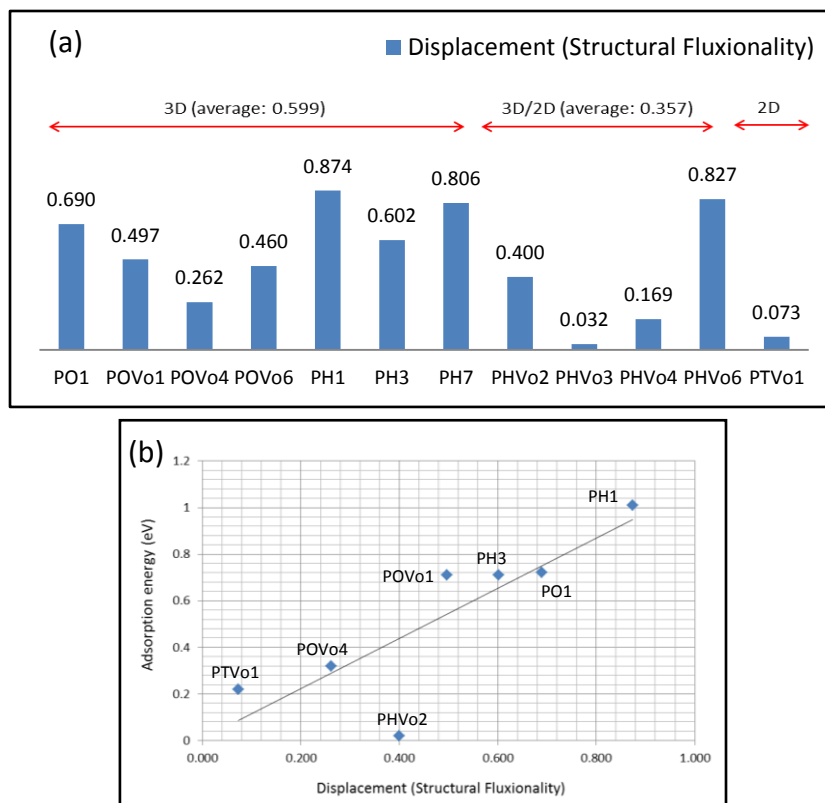 (a)
Displacement (Structural Fluxionality)
3D (average: 0.599) 3D/2D (average: 0.357) 2D
0.690 0.497 0.262 0.460 0.874 0.602 0.806 0.400 0.032 0.169 0.827 0.073
PO1 POVo1 POVo4 POVo6 PH1 PH3 PH7 PHVo2 PHVo3 PHVo4 PHVo6 PTVo1
(b)
Adsorption energy (eV)
1.2
1
0.8
0.6
0.4
0.2
0
PH1
POVo1 PH3
PO1
POVo4
PTVo1
PHVo2
0.000 0.200 0.400 0.600 0.800 1.000
Displacement (Structural Fluxionality)